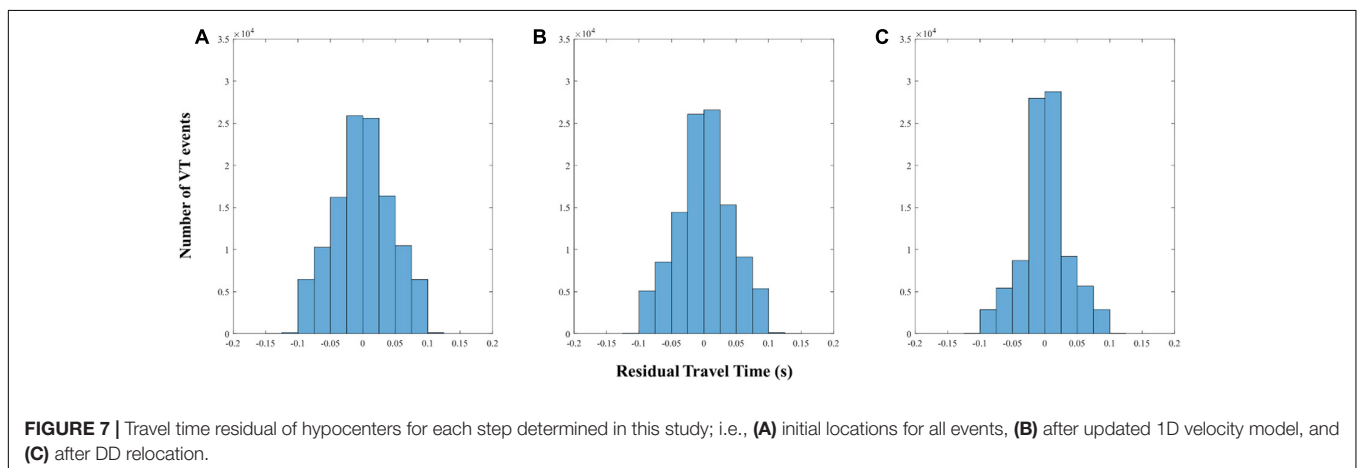 A
×10⁴
3.5
3
2.5
2
1.5
1
0.5
0
-0.2 -0.15 -0.1 -0.05 0 0.05 0.1 0.15 0.2
Number of VT events
B
×10⁴
3.5
3
2.5
2
1.5
1
0.5
0
-0.2 -0.15 -0.1 -0.05 0 0.05 0.1 0.15 0.2
C
×10⁴
3.5
3
2.5
2
1.5
1
0.5
0
-0.2 -0.15 -0.1 -0.05 0 0.05 0.1 0.15 0.2
Residual Travel Time (s)
FIGURE 7 | Travel time residual of hypocenters for each step determined in this study; i.e., (A) initial locations for all events, (B) after updated 1D velocity model, and
(C) after DD relocation.